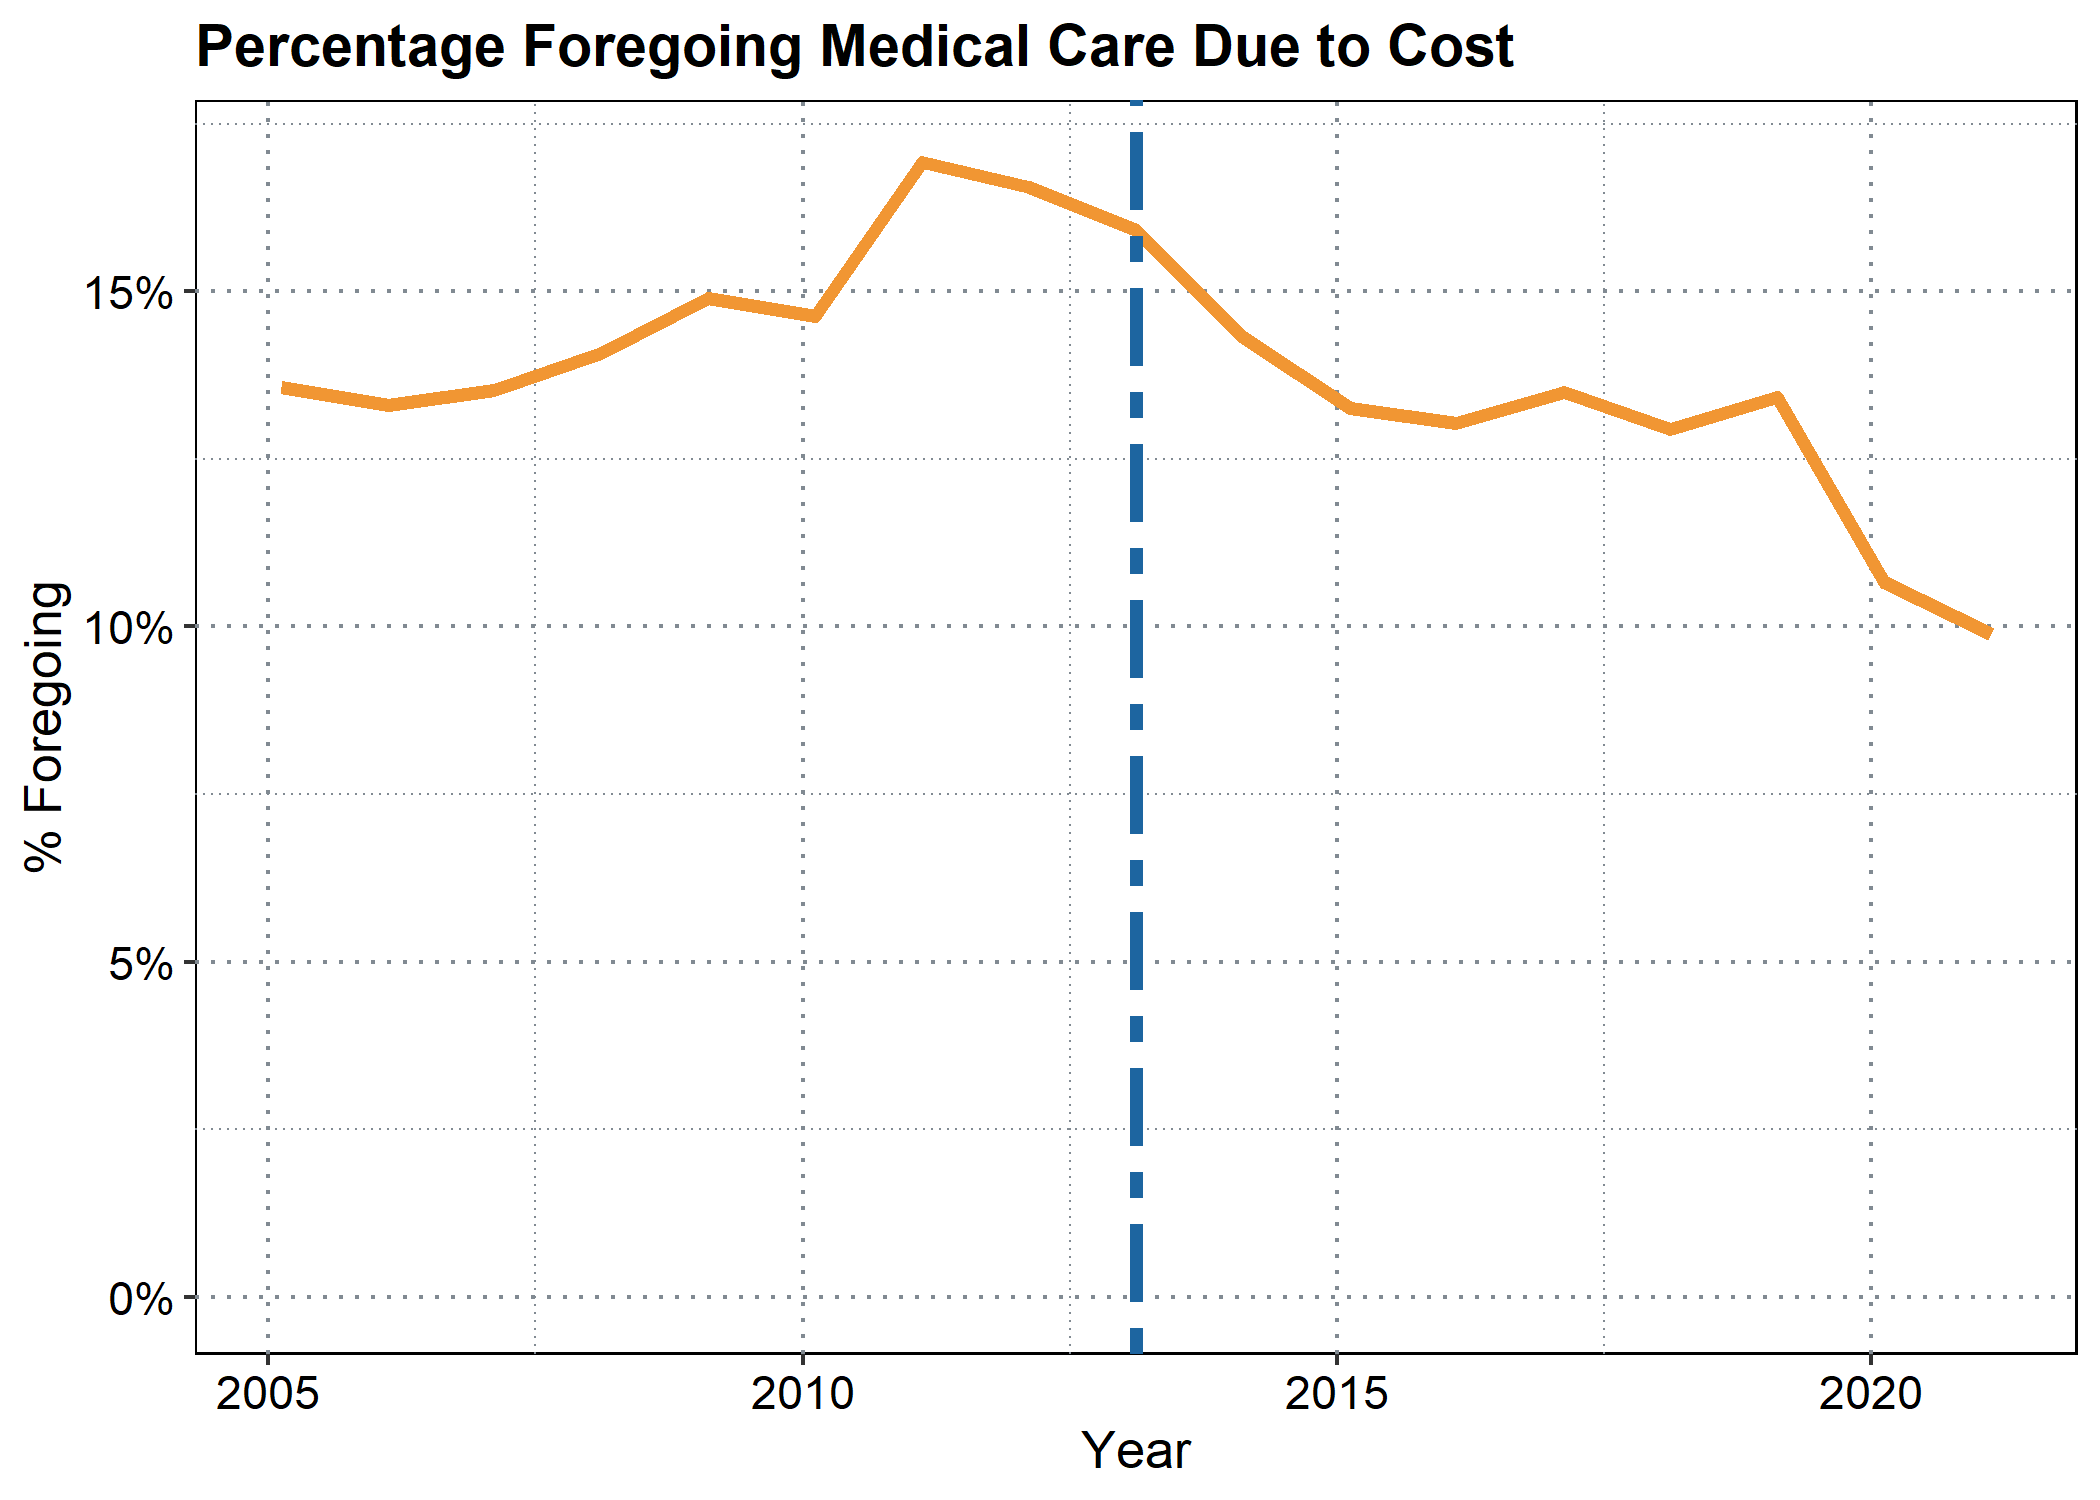 Percentage Foregoing Medical Care Due to Cost
% Foregoing
15%
10%
5%
0%
2005 2010 2015 2020
Year